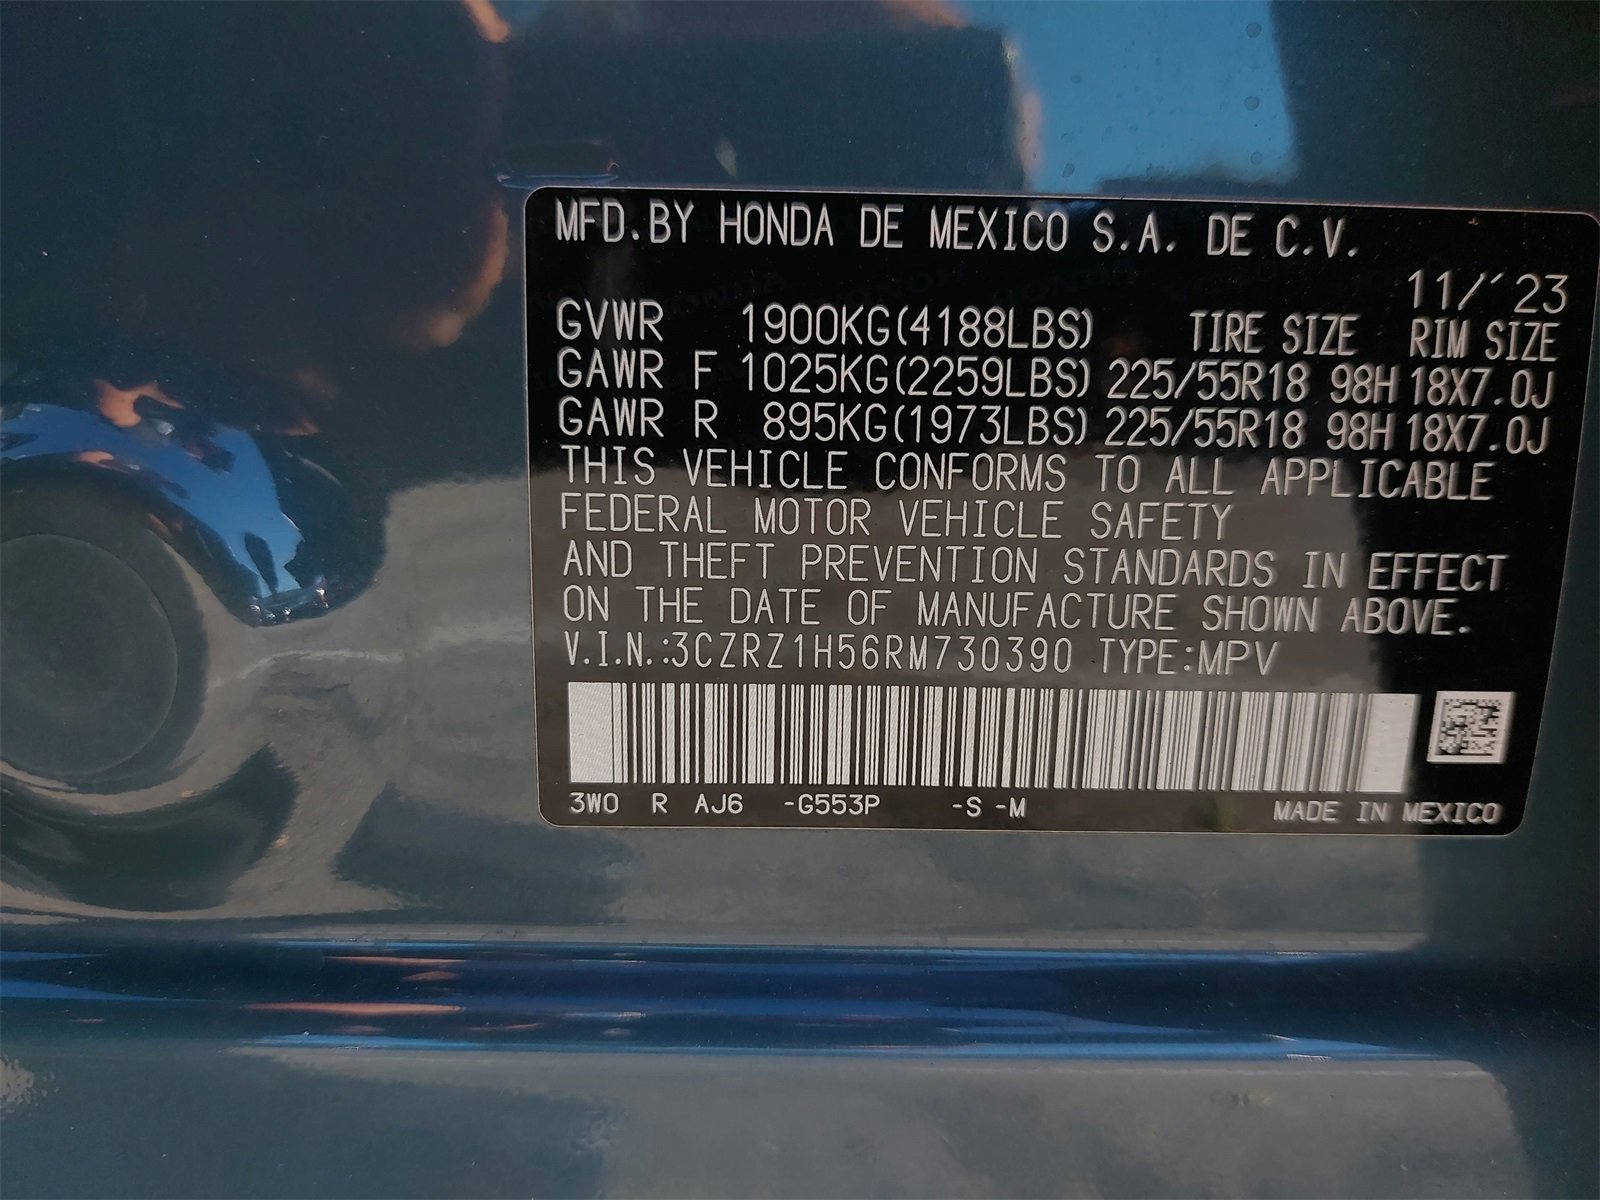 MFD.BY HONDA DE MEXICO S.A. DE C.V.
11/´23
GVWR 1900KG(4188LBS) TIRE SIZE RIM SIZE
GAWR F 1025KG(2259LBS) 225/55R18 98H 18X7.0J
GAWR R 895KG(1973LBS) 225/55R18 98H 18X7.0J
THIS VEHICLE CONFORMS TO ALL APPLICABLE
FEDERAL MOTOR VEHICLE SAFETY
AND THEFT PREVENTION STANDARDS IN EFFECT
ON THE DATE OF MANUFACTURE SHOWN ABOVE.
V.I.N.:3CZRZ1H56RM730390 TYPE:MPV
3W0 R AJ6 -G553P -S -M MADE IN MEXICO